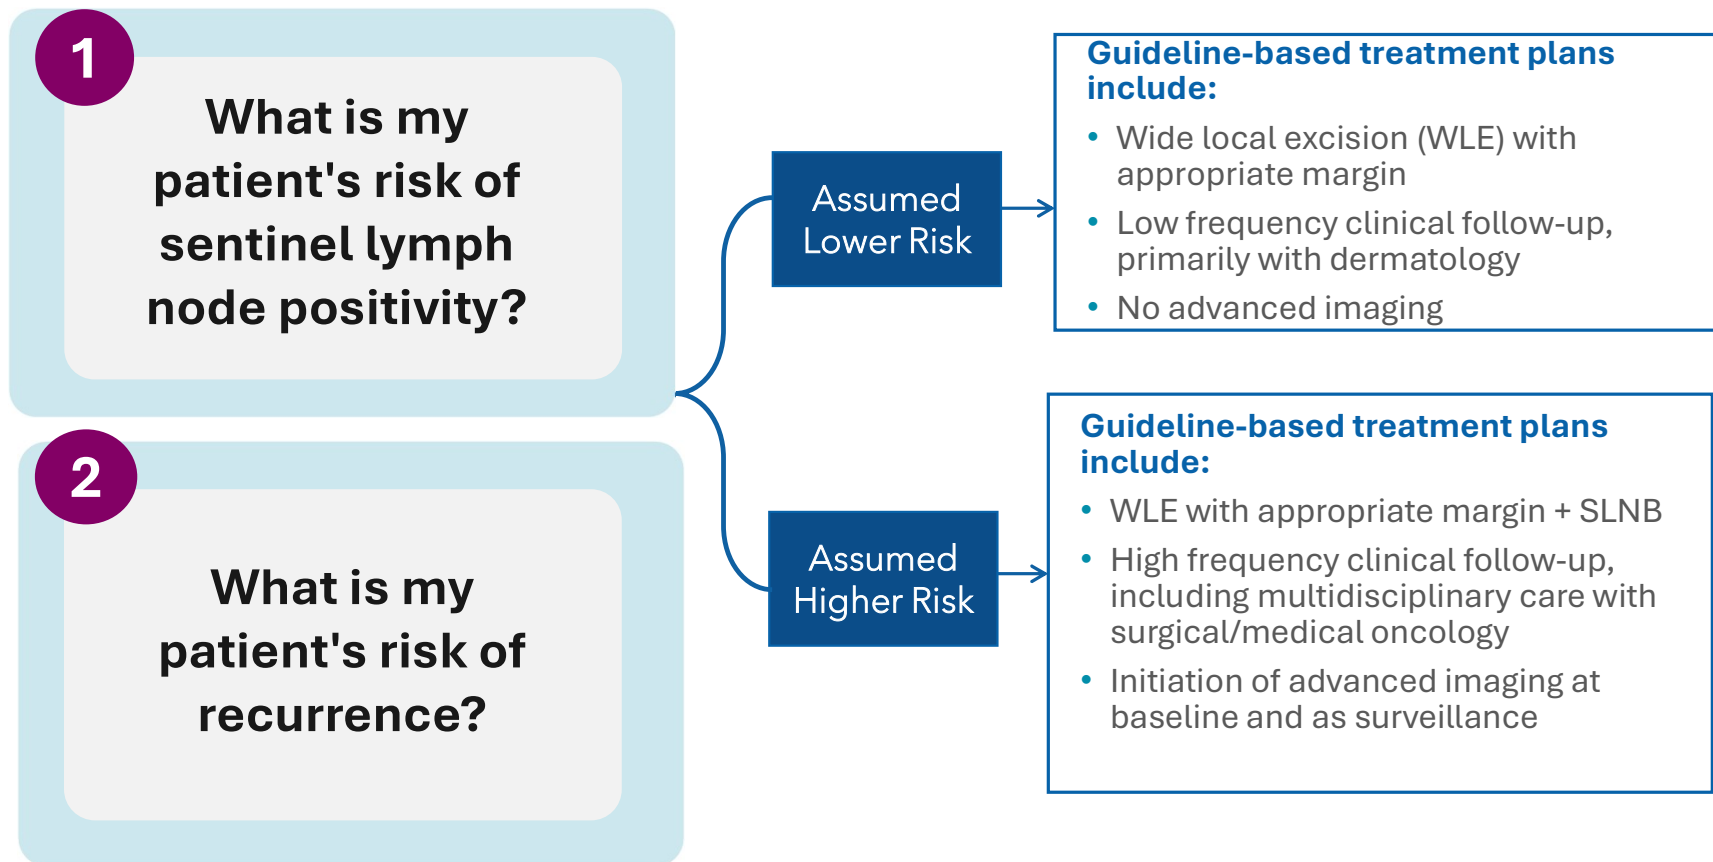 1
What is my
patient's risk of
sentinel lymph
node positivity?
2
What is my
patient's risk of
recurrence?
Assumed
Lower Risk
Guideline-based treatment plans
include:
• Wide local excision (WLE) with
appropriate margin
• Low frequency clinical follow-up,
primarily with dermatology
• No advanced imaging
Assumed
Higher Risk
Guideline-based treatment plans
include:
• WLE with appropriate margin + SLNB
• High frequency clinical follow-up,
including multidisciplinary care with
surgical/medical oncology
• Initiation of advanced imaging at
baseline and as surveillance